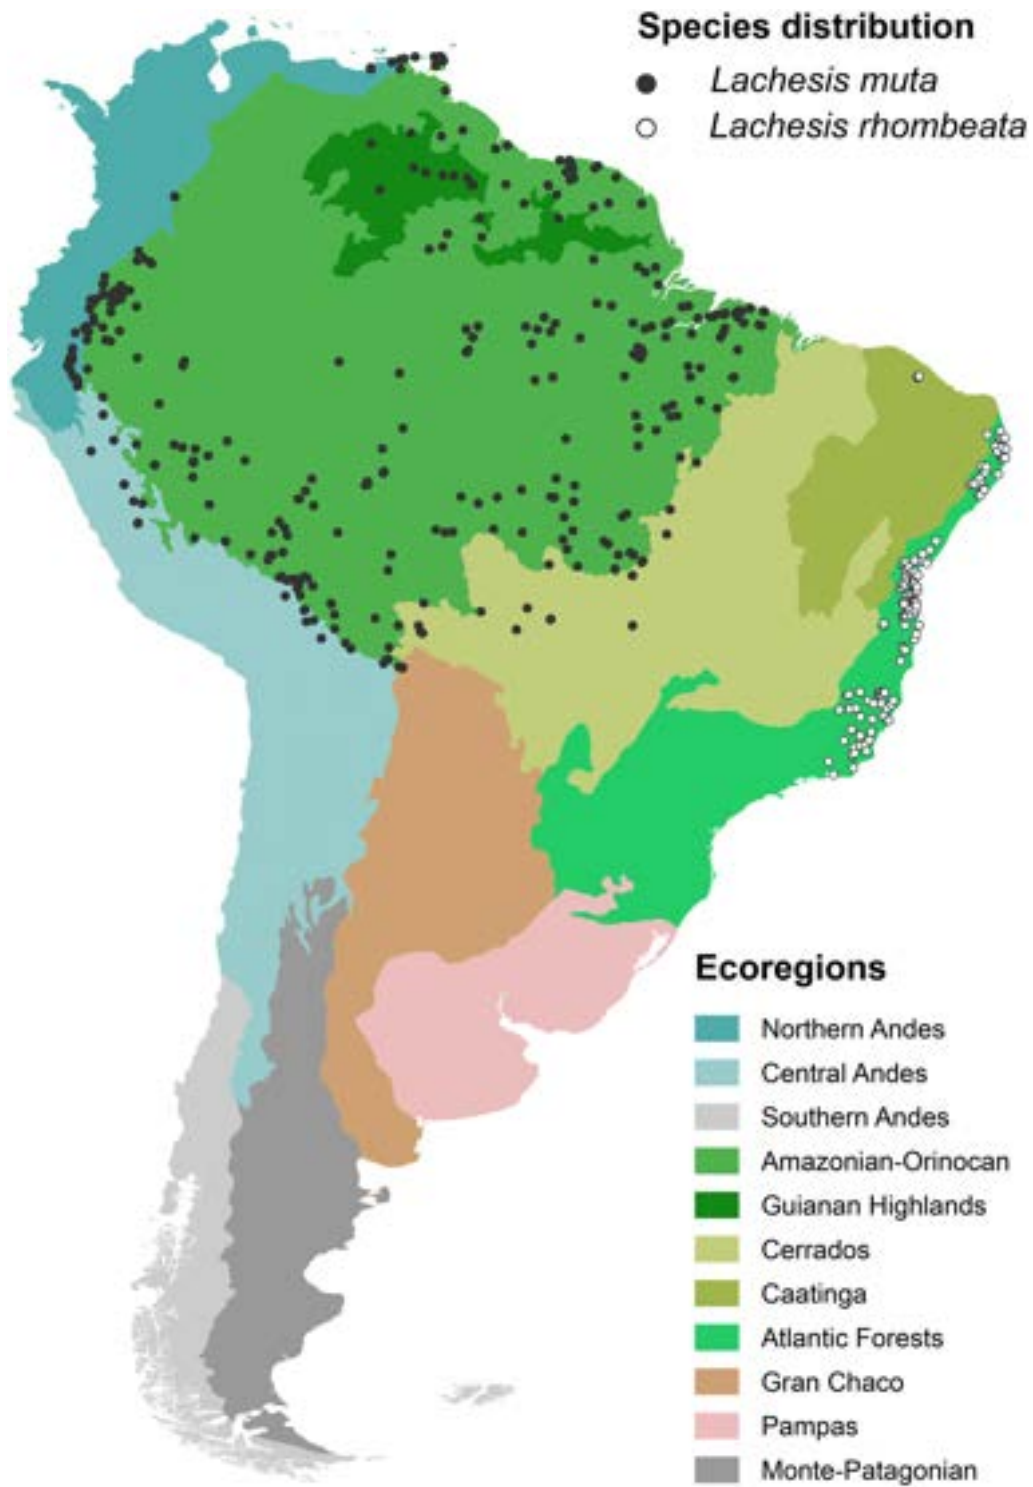 Species distribution
Lachesis muta
Lachesis rhombeata
Ecoregions
Northern Andes
Central Andes
Southern Andes
Amazonian-Orinocan
Guianan Highlands
Cerrados
Caatinga
Atlantic Forests
Gran Chaco
Pampas
Monte-Patagonian